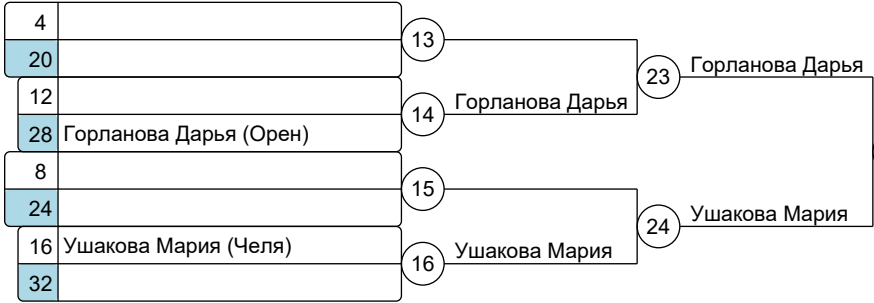 4
13
20
23 Горланова Дарья
12
14 Горланова Дарья
28 Горланова Дарья (Орен)
8
15
24
24 Ушакова Мария
16 Ушакова Мария (Челя)
16 Ушакова Мария
32